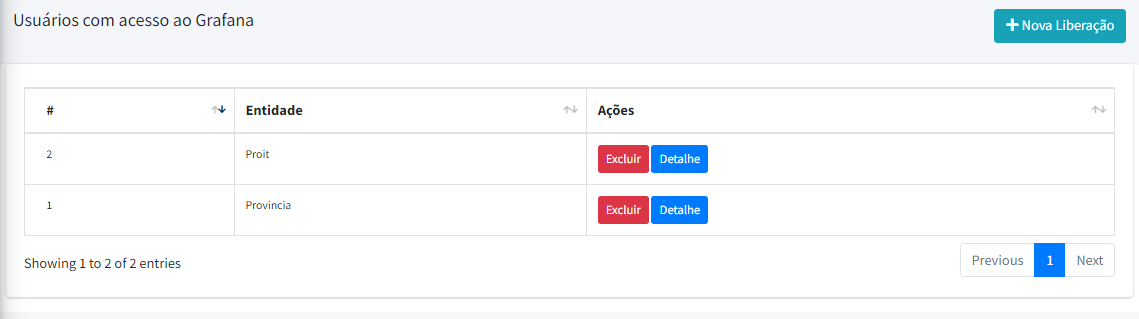 Usuários com acesso ao Grafana
Nova Liberação
# Entidade Ações
2 Proit Excluir Detalhe
1 Provincia Excluir Detalhe
Showing 1 to 2 of 2 entries
Previous 1 Next